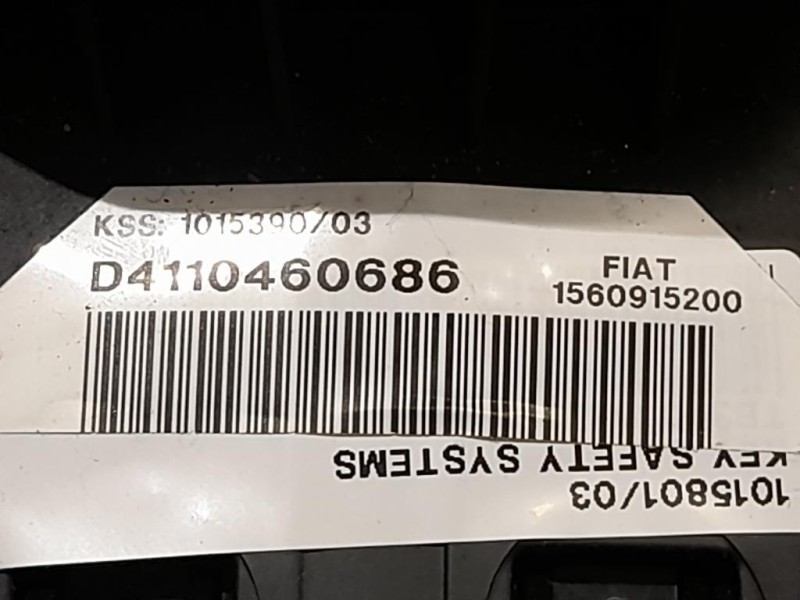 KSS: 1015390/03
D4110460686
FIAT
1560915200
KEY SAFETY SYSTEMS
1015801/03